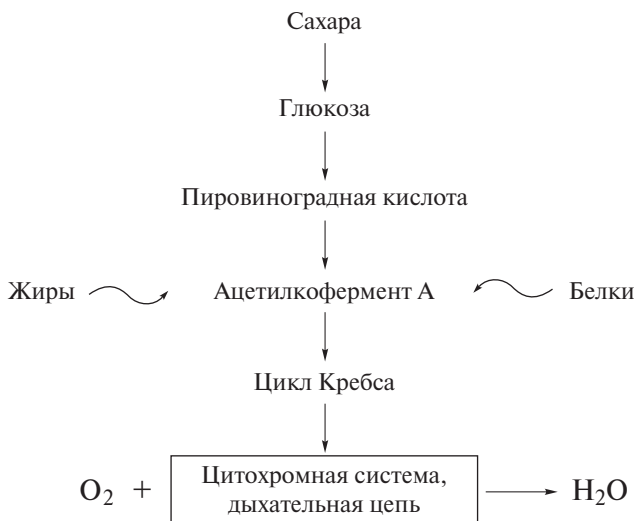 Сахара
Глюкоза
Пировиноградная кислота
Жиры Ацетилкофермент А Белки
Цикл Кребса
O₂ + Цитохромная система, дыхательная цепь H₂O